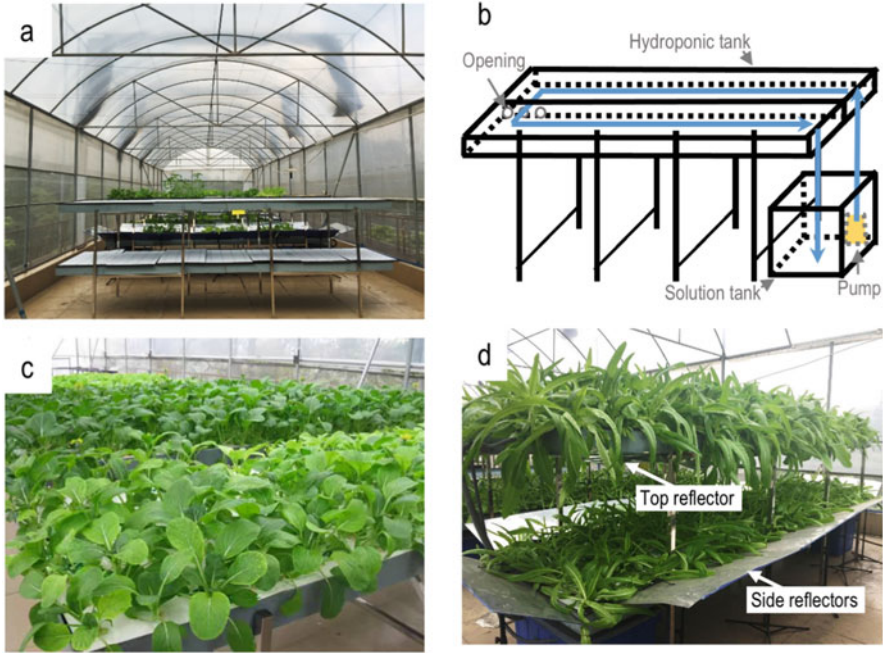 a
b
Hydroponic tank
Opening
Solution tank
Pump
c
d
Top reflector
Side reflectors